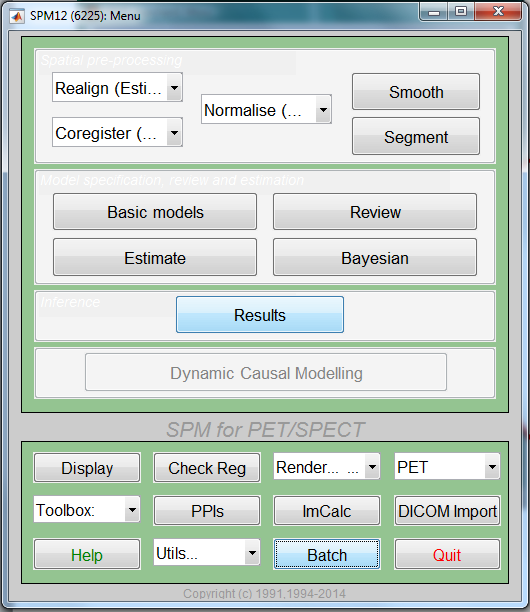 SPM12 (6225): Menu
Spatial pre-processing
Realign (Esti...
Normalise (...
Smooth
Coregister (...
Segment
Model specification, review and estimation
Basic models
Review
Estimate
Bayesian
Inference
Results
Dynamic Causal Modelling
SPM for PET/SPECT
Display
Check Reg
Render... ...
PET
Toolbox:
PPIs
ImCalc
DICOM Import
Help
Utils...
Batch
Quit
Copyright (c) 1991,1994-2014